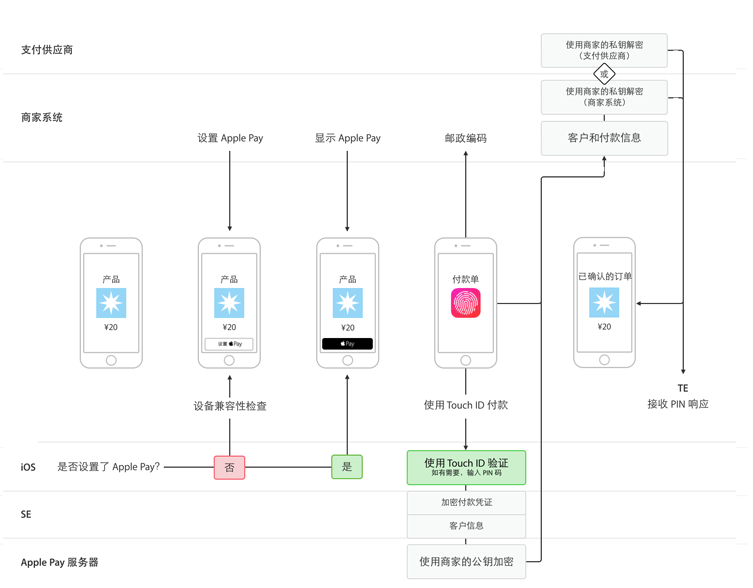 支付供应商
使用商家的私钥解密
（支付供应商）
或
使用商家的私钥解密
（商家系统）
商家系统
客户和付款信息
设置 Apple Pay
显示 Apple Pay
邮政编码
产品
¥20
产品
¥20
设置 Pay
产品
¥20
Pay
付款单
已确认的订单
¥20
设备兼容性检查
使用 Touch ID 付款
TE
接收 PIN 响应
iOS
是否设置了 Apple Pay?
否
是
使用 Touch ID 验证
如有需要，输入 PIN 码
SE
加密付款凭证
客户信息
Apple Pay 服务器
使用商家的公钥加密